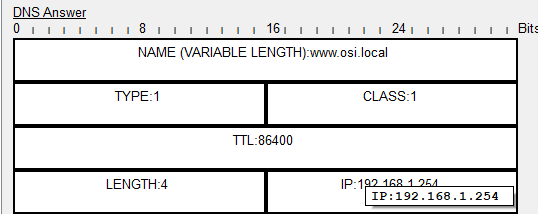 DNS Answer
0 8 16 24 Bits
NAME (VARIABLE LENGTH):www.osi.local
TYPE:1 CLASS:1
TTL:86400
LENGTH:4 IP:192.168.1.254
IP:192.168.1.254